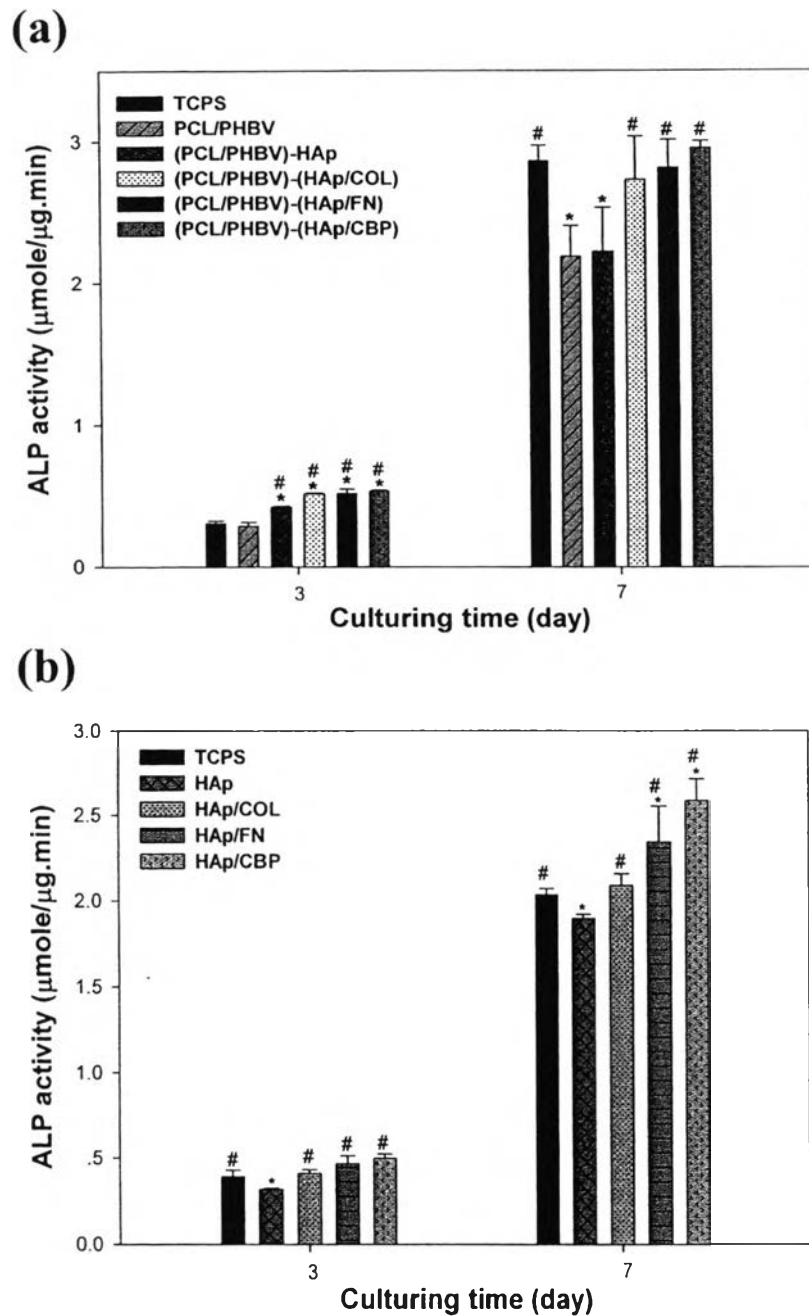 (a)
TCPS
PCL/PHBV
(PCL/PHBV)-HAp
(PCL/PHBV)-(HAp/COL)
(PCL/PHBV)-(HAp/FN)
(PCL/PHBV)-(HAp/CBP)
ALP activity (μmole/μg.min)
3
2
1
0
# # # #
* * * *
# * * # # #
3 7
Culturing time (day)
(b)
TCPS
HAp
HAp/COL
HAp/FN
HAp/CBP
ALP activity (μmole/μg.min)
3.0
2.5
2.0
1.5
1.0
.5
0.0
# * # # #
# * # # #
* *
3 7
Culturing time (day)